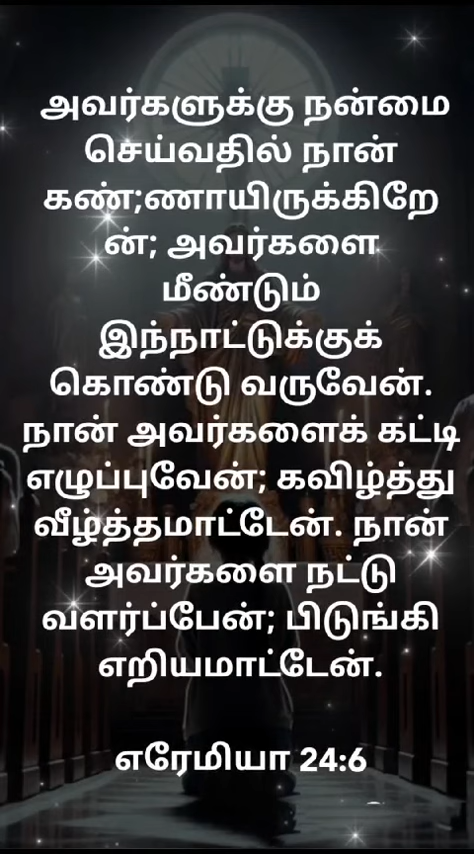 அவர்களுக்கு நன்மை
செய்வதில் நான்
கண்;ணாயிருக்கிறே
ன்; அவர்களை
மீண்டும்
இந்நாட்டுக்குக்
கொண்டு வருவேன்.
நான் அவர்களைக் கட்டி
எழுப்புவேன்; கவிழ்த்து
வீழ்த்தமாட்டேன். நான்
அவர்களை நட்டு
வளர்ப்பேன்; பிடுங்கி
எறியமாட்டேன்.
எரேமியா 24:6